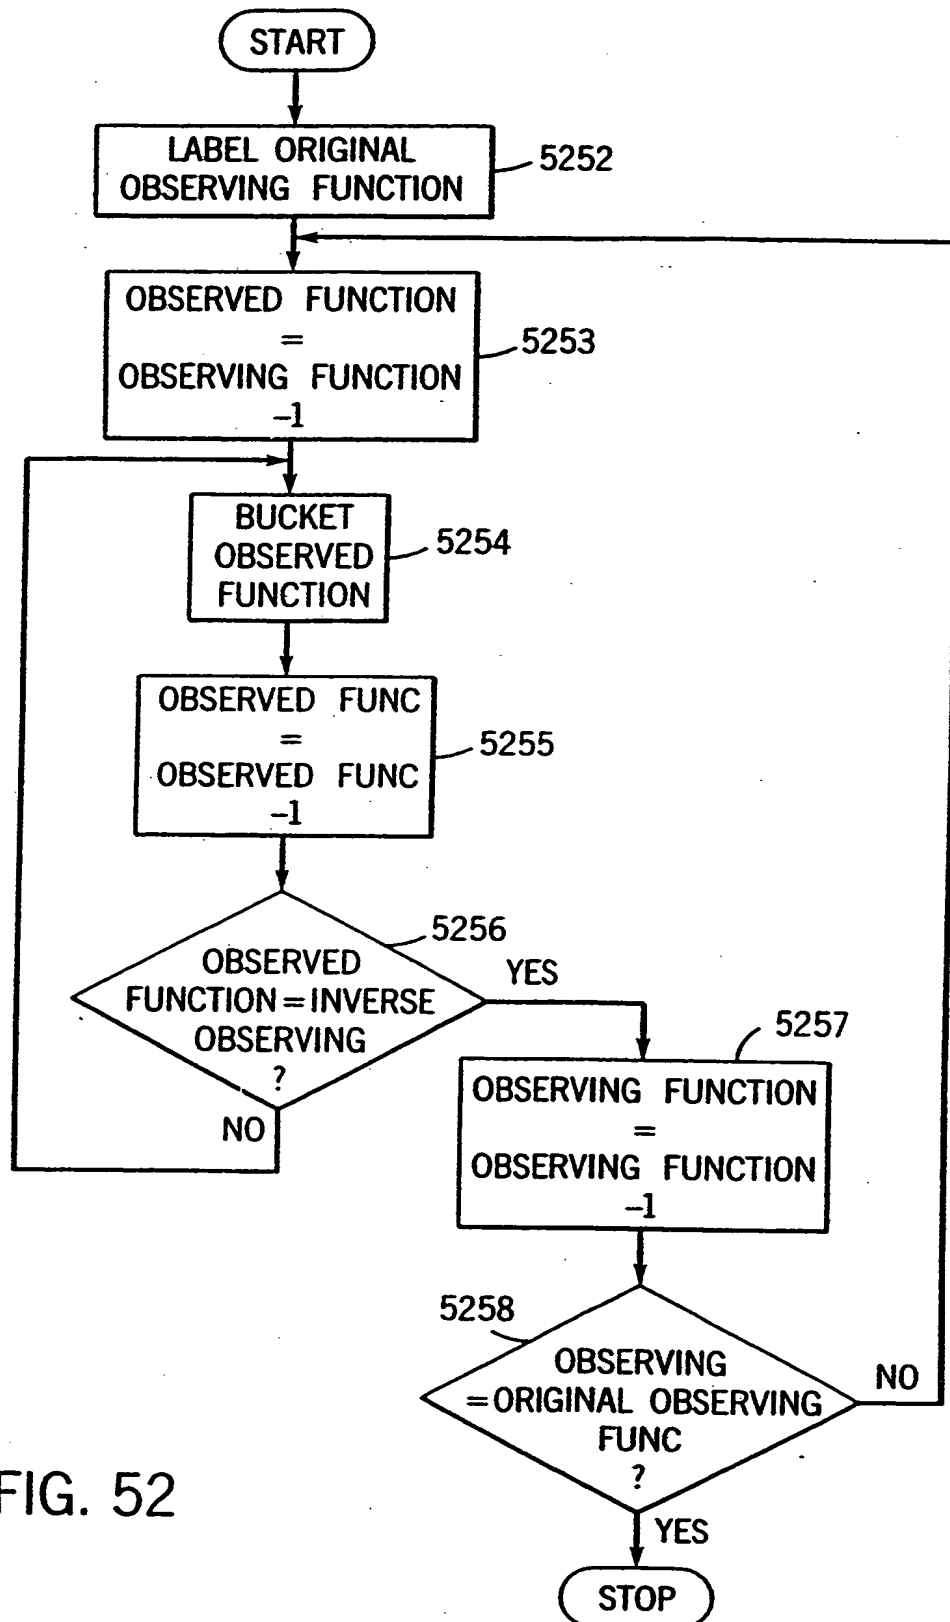 START
LABEL ORIGINAL
OBSERVING FUNCTION
5252
OBSERVED FUNCTION
=
OBSERVING FUNCTION
-1
5253
BUCKET
OBSERVED
FUNCTION
5254
OBSERVED FUNC
=
OBSERVED FUNC
-1
5255
OBSERVED
FUNCTION = INVERSE
OBSERVING
?
5256
YES
NO
5257
OBSERVING FUNCTION
=
OBSERVING FUNCTION
-1
5258
OBSERVING
= ORIGINAL OBSERVING
FUNC
?
NO
YES
STOP
FIG. 52